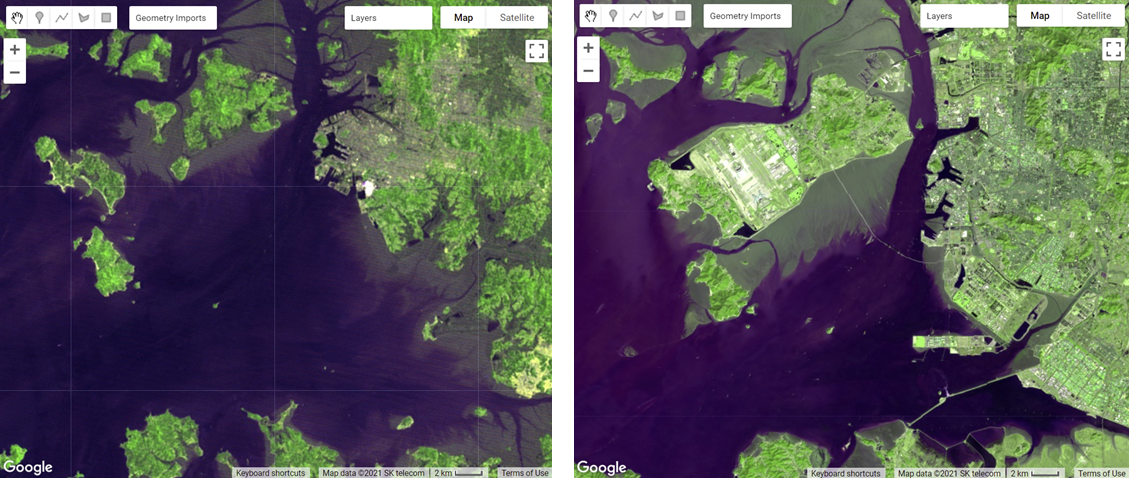 Geometry Imports
Layers
Map
Satellite
Google
Keyboard shortcuts
Map data ©2021 SK telecom
2 km
Terms of Use
Geometry Imports
Layers
Map
Satellite
Google
Keyboard shortcuts
Map data ©2021 SK telecom
2 km
Terms of Use